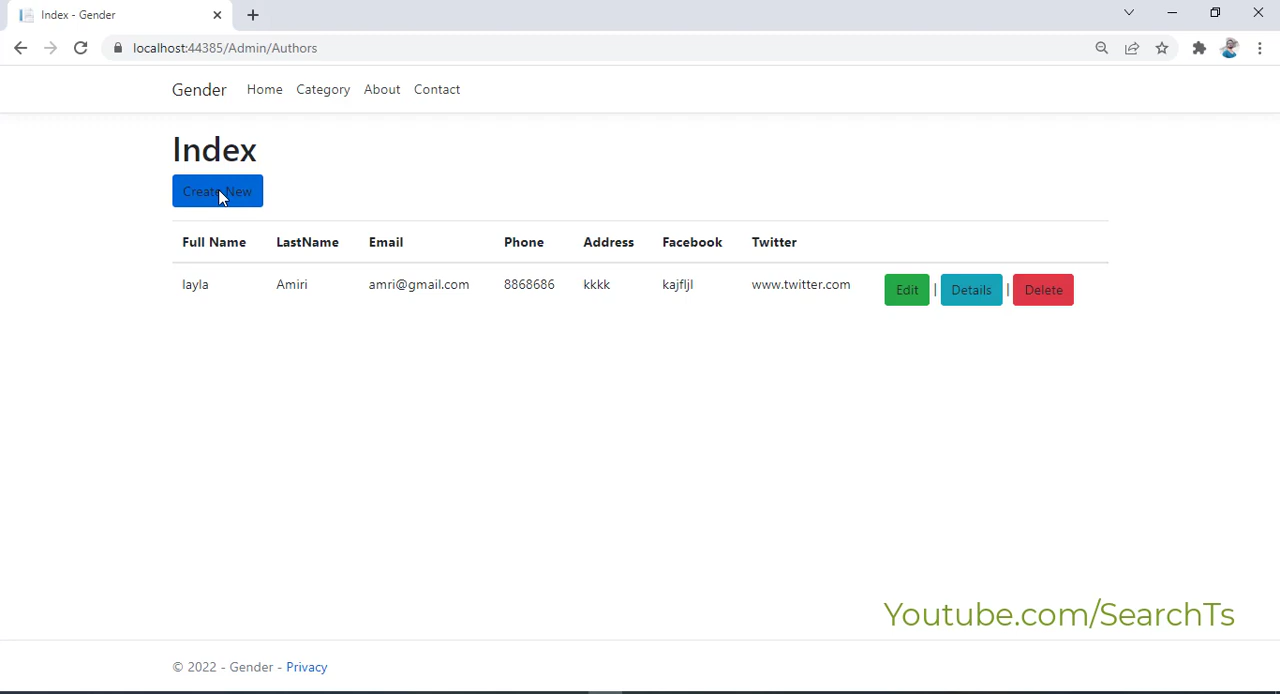 Index - Gender
localhost:44385/Admin/Authors
Gender Home Category About Contact
Index
Create New
Full Name LastName Email Phone Address Facebook Twitter
layla Amiri amri@gmail.com 8868686 kkkk kajfljl www.twitter.com Edit | Details | Delete
Youtube.com/SearchTs
© 2022 - Gender - Privacy